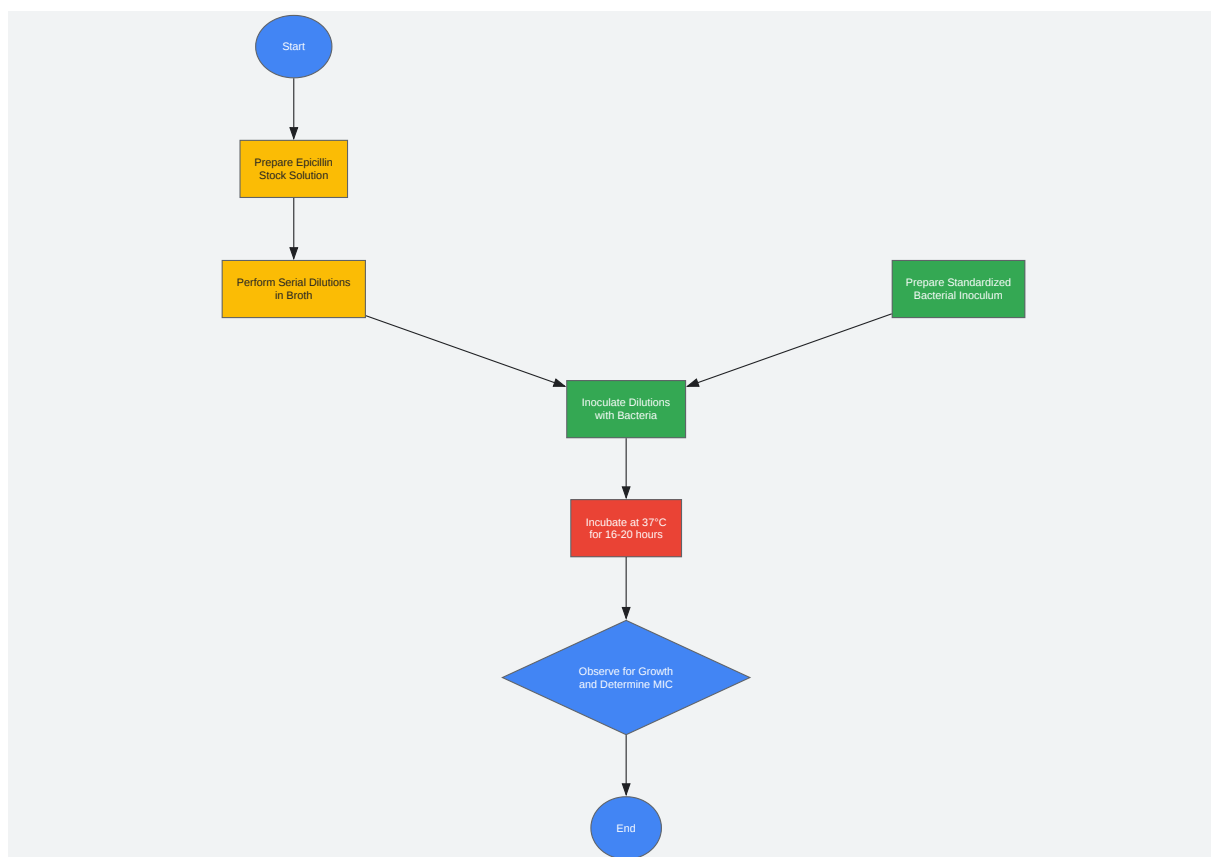 Start
Prepare Epicillin
Stock Solution
Perform Serial Dilutions
in Broth
Prepare Standardized
Bacterial Inoculum
Inoculate Dilutions
with Bacteria
Incubate at 37°C
for 16-20 hours
Observe for Growth
and Determine MIC
End